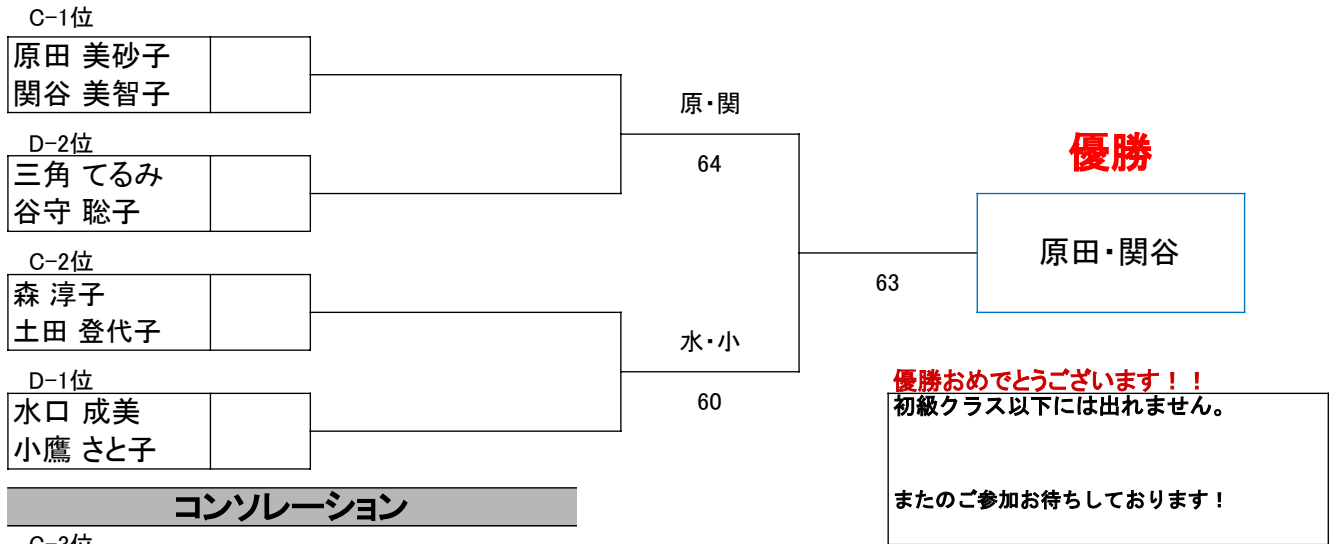 C-1位
原田 美砂子
関谷 美智子
D-2位
三角 てるみ
谷守 聡子
C-2位
森 淳子
土田 登代子
D-1位
水口 成美
小鷹 さと子
原・関
64
水・小
60
63
優勝
原田・関谷
優勝おめでとうございます！！
初級クラス以下には出れません。
またのご参加お待ちしております！
コンソレーション
C-3位